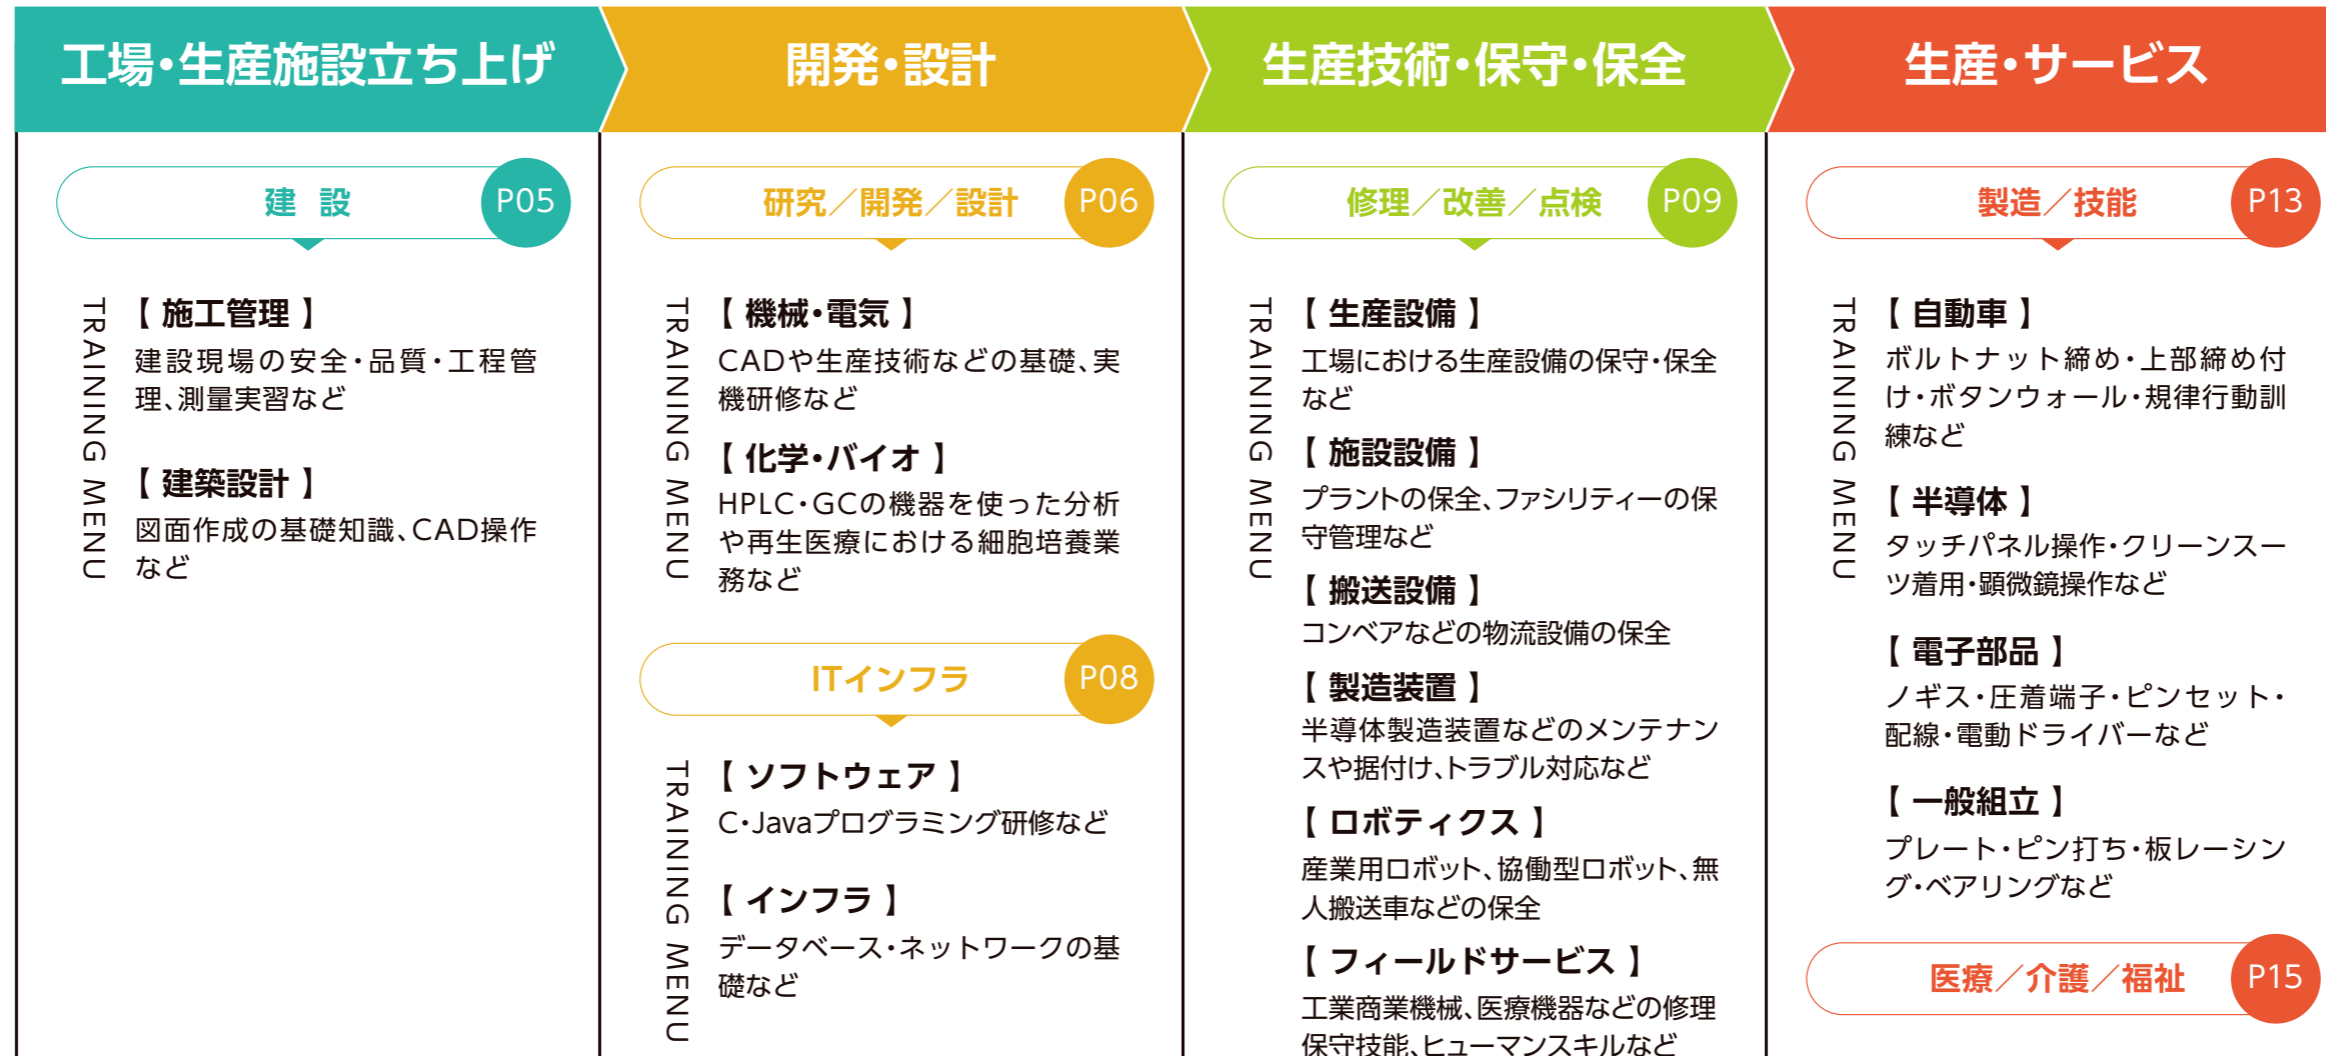 工場・生産施設立ち上げ
建 設
P05
TRAINING MENU
【 施工管理 】
建設現場の安全・品質・工程管
理、測量実習など
【 建築設計 】
図面作成の基礎知識、CAD操作
など
開発・設計
研究／開発／設計
P06
TRAINING MENU
【 機械・電気 】
CADや生産技術などの基礎、実
機研修など
【 化学・バイオ 】
HPLC・GCの機器を使った分析
や再生医療における細胞培養業
務など
ITインフラ
P08
TRAINING MENU
【 ソフトウェア 】
C・Javaプログラミング研修など
【 インフラ 】
データベース・ネットワークの基
礎など
生産技術・保守・保全
修理／改善／点検
P09
TRAINING MENU
【 生産設備 】
工場における生産設備の保守・保全
など
【 施設設備 】
プラントの保全、ファシリティーの保
守管理など
【 搬送設備 】
コンベアなどの物流設備の保全
【 製造装置 】
半導体製造装置などのメンテナン
スや据付け、トラブル対応など
【 ロボティクス 】
産業用ロボット、協働型ロボット、無
人搬送車などの保全
【 フィールドサービス 】
工業商業機械、医療機器などの修理
保守技能、ヒューマンスキルなど
生産・サービス
製造／技能
P13
TRAINING MENU
【 自動車 】
ボルトナット締め・上部締め付
け・ボタンウォール・規律行動訓
練など
【 半導体 】
タッチパネル操作・クリーンスー
ツ着用・顕微鏡操作など
【 電子部品 】
ノギス・圧着端子・ピンセット・
配線・電動ドライバーなど
【 一般組立 】
プレート・ピン打ち・板レーシン
グ・ベアリングなど
医療／介護／福祉
P15